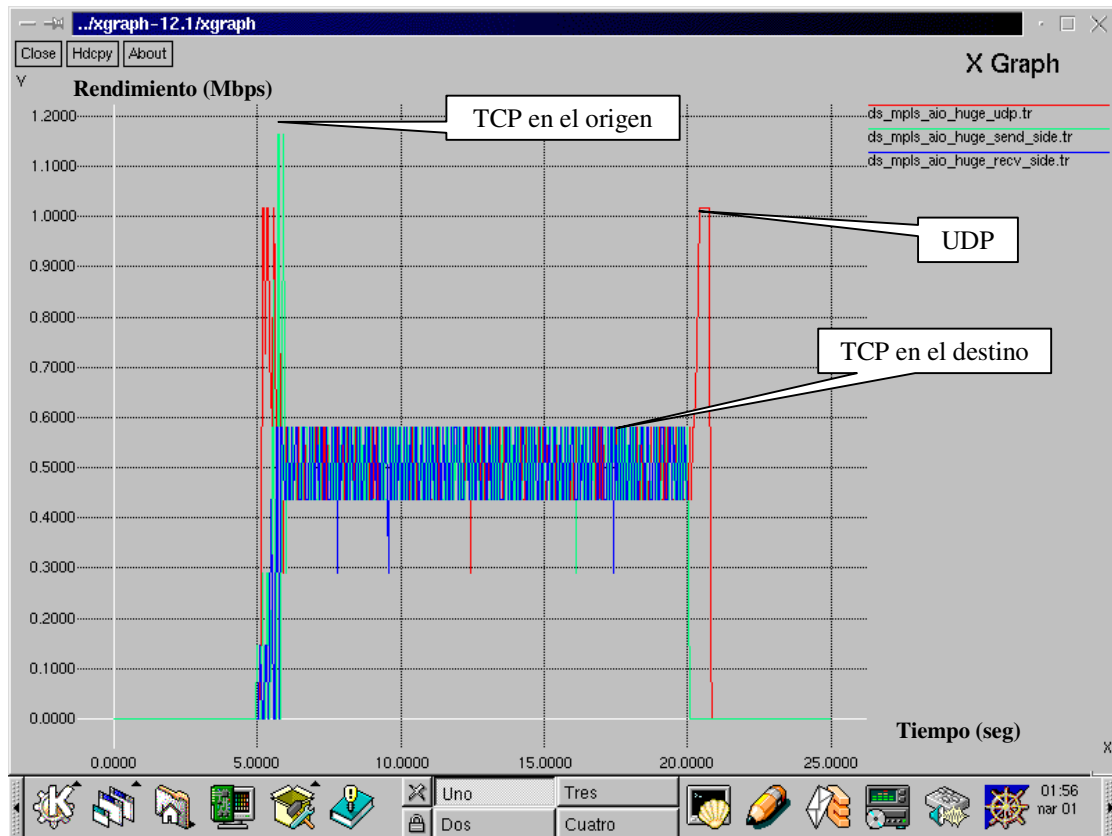 ../xgraph-12.1/xgraph
Close Hdcpy About
X Graph
Y
Rendimiento (Mbps)
TCP en el origen
UDP
TCP en el destino
ds_mpls_aio_huge_udp.tr
ds_mpls_aio_huge_send_side.tr
ds_mpls_aio_huge_recv_side.tr
1.2000
1.1000
1.0000
0.9000
0.8000
0.7000
0.6000
0.5000
0.4000
0.3000
0.2000
0.1000
0.0000
Tiempo (seg)
X
0.0000 5.0000 10.0000 15.0000 20.0000 25.0000
Uno Tres
Dos Cuatro
01:56
nar 01